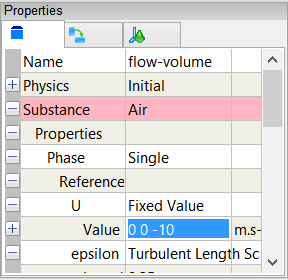 Properties
Name flow-volume
Physics Initial
Substance Air
Properties
Phase Single
Reference
U Fixed Value
Value 0 0 -10 m.s-
epsilon Turbulent Length Sc